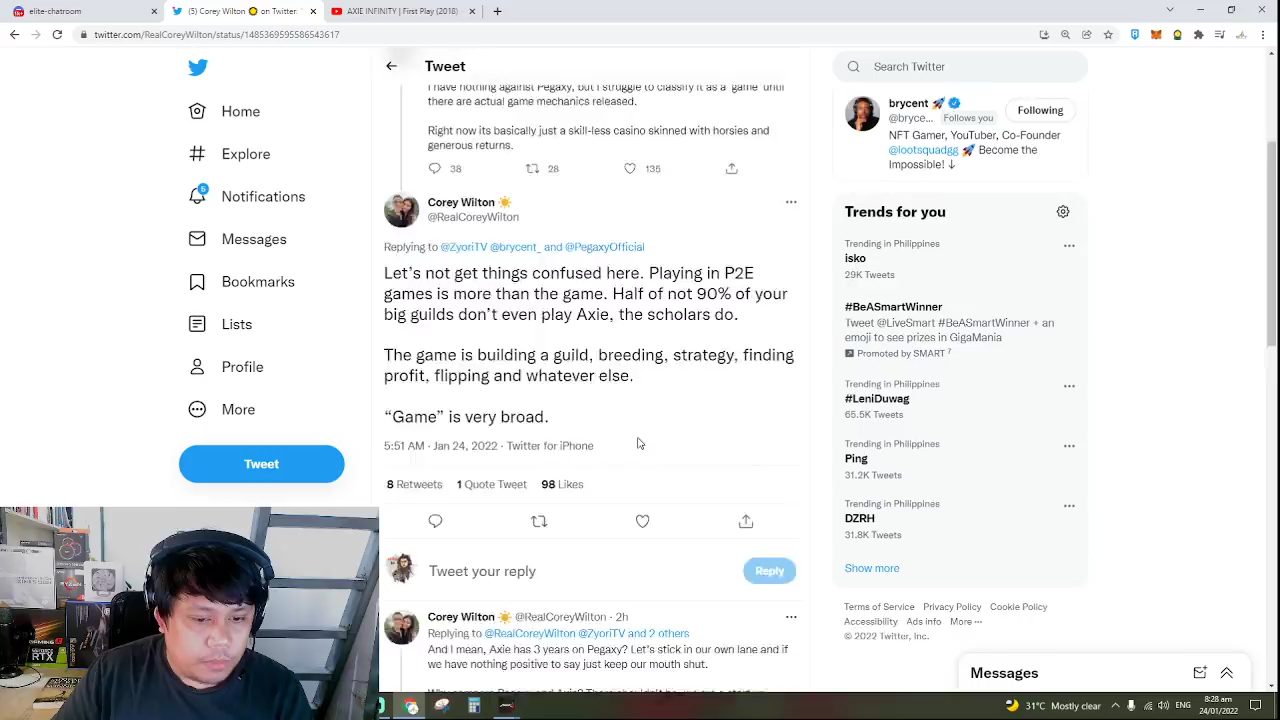 elite-chatroom
(5) Corey Wilton on Twitter:
AXIE INFINITY | First Play (2018)
twitter.com/RealCoreyWilton/status/1485369595586543617
Home
Explore
5
Notifications
Messages
Bookmarks
Lists
Profile
More
Tweet
Tweet
I have nothing against Pegaxy, but I struggle to classify it as a "game" until
there are actual game mechanics released.
Right now its basically just a skill-less casino skinned with horsies and
generous returns.
38
28
135
Corey Wilton
@RealCoreyWilton
Replying to @ZyoriTV @brycent_ and @PegaxyOfficial
Let’s not get things confused here. Playing in P2E
games is more than the game. Half of not 90% of your
big guilds don’t even play Axie, the scholars do.
The game is building a guild, breeding, strategy, finding
profit, flipping and whatever else.
“Game” is very broad.
5:51 AM · Jan 24, 2022 · Twitter for iPhone
8 Retweets 1 Quote Tweet 98 Likes
Tweet your reply
Reply
Corey Wilton @RealCoreyWilton · 2h
Replying to @RealCoreyWilton @ZyoriTV and 2 others
And I mean, Axie has 3 years on Pegaxy? Let’s stick in our own lane and if
we have nothing positive to say just keep our mouth shut.
Search Twitter
brycent
@bryce... Follows you
Following
NFT Gamer, YouTuber, Co-Founder
@lootsquadgg Become the
Impossible! ↓
Trends for you
Trending in Philippines
isko
29K Tweets
#BeASmartWinner
Tweet @LiveSmart #BeASmartWinner + an
emoji to see prizes in GigaMania
Promoted by SMART
Trending in Philippines
#LeniDuwag
65.5K Tweets
Trending in Philippines
Ping
31.2K Tweets
Trending in Philippines
DZRH
31.8K Tweets
Show more
Terms of Service Privacy Policy Cookie Policy
Accessibility Ads info More ···
© 2022 Twitter, Inc.
Messages
31°C Mostly clear
ENG
8:28 am
24/01/2022